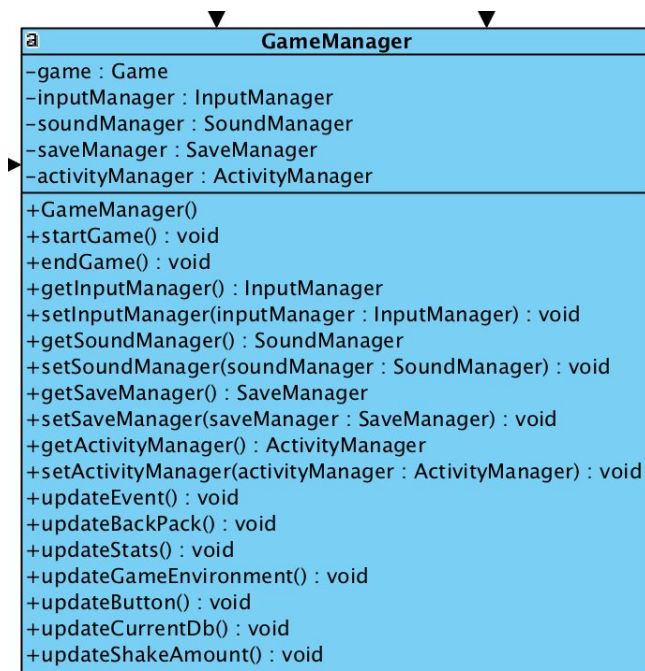 a
GameManager
-game : Game
-inputManager : InputManager
-soundManager : SoundManager
-saveManager : SaveManager
-activityManager : ActivityManager
+GameManager()
+startGame() : void
+endGame() : void
+getInputManager() : InputManager
+setInputManager(inputManager : InputManager) : void
+getSoundManager() : SoundManager
+setSoundManager(soundManager : SoundManager) : void
+getSaveManager() : SaveManager
+setSaveManager(saveManager : SaveManager) : void
+getActivityManager() : ActivityManager
+setActivityManager(activityManager : ActivityManager) : void
+updateEvent() : void
+updateBackPack() : void
+updateStats() : void
+updateGameEnvironment() : void
+updateButton() : void
+updateCurrentDb() : void
+updateShakeAmount() : void